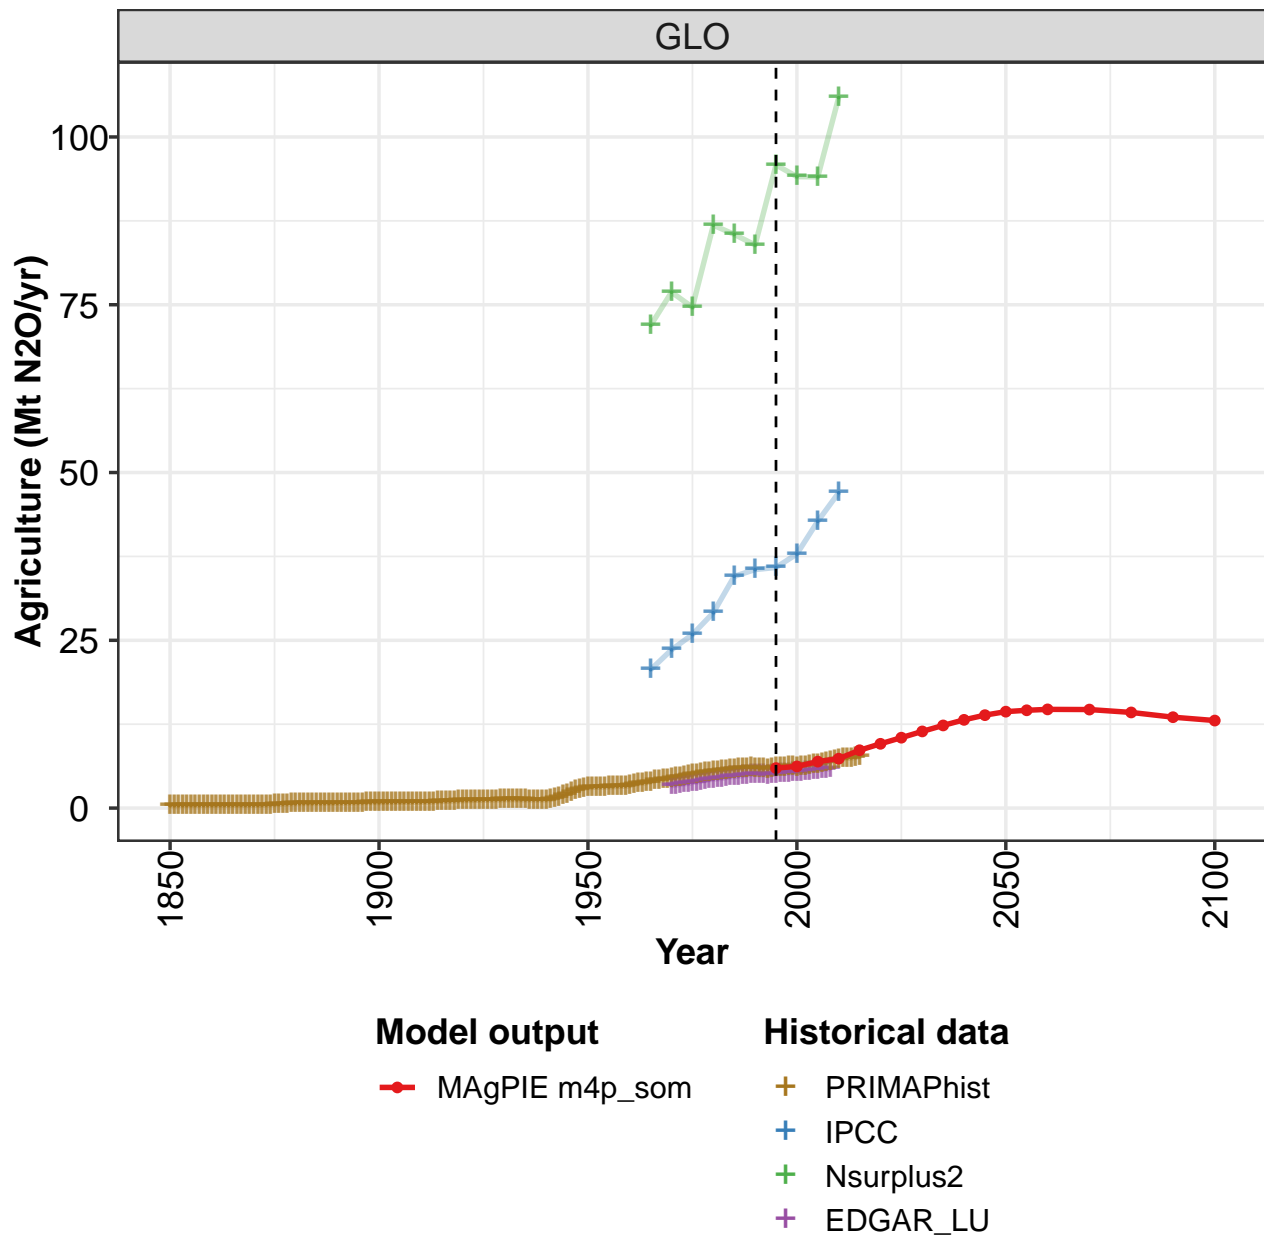 GLO
100
75
50
25
0
Agriculture (Mt N2O/yr)
1850
1900
1950
2000
2050
2100
Year
Model output
MAgPIE m4p_som
Historical data
PRIMAPhist
IPCC
Nsurplus2
EDGAR_LU